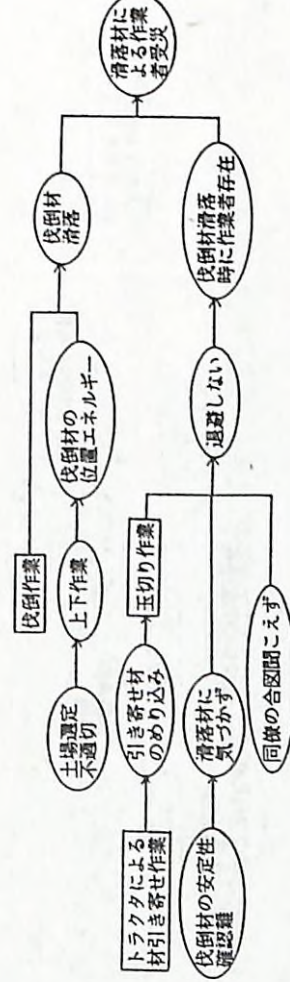 滑落材に
よる作業
者受災
伐倒材
滑落
伐倒材滑落
時に作業者存在
伐倒作業
伐倒材の
位置エネルギー
退避しない
上下作業
玉切り作業
土場選定
不適切
引き寄せ材
のめり込み
滑落材に
気づかず
同僚の合図聞こえず
トラクタによる
材引き寄せ作業
伐倒材の安定性
確認難